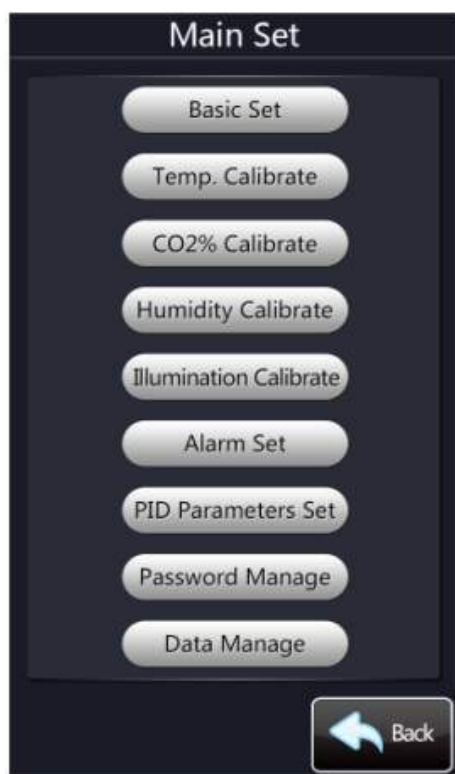 Main Set
Basic Set
Temp. Calibrate
CO2% Calibrate
Humidity Calibrate
Illumination Calibrate
Alarm Set
PID Parameters Set
Password Manage
Data Manage
Back